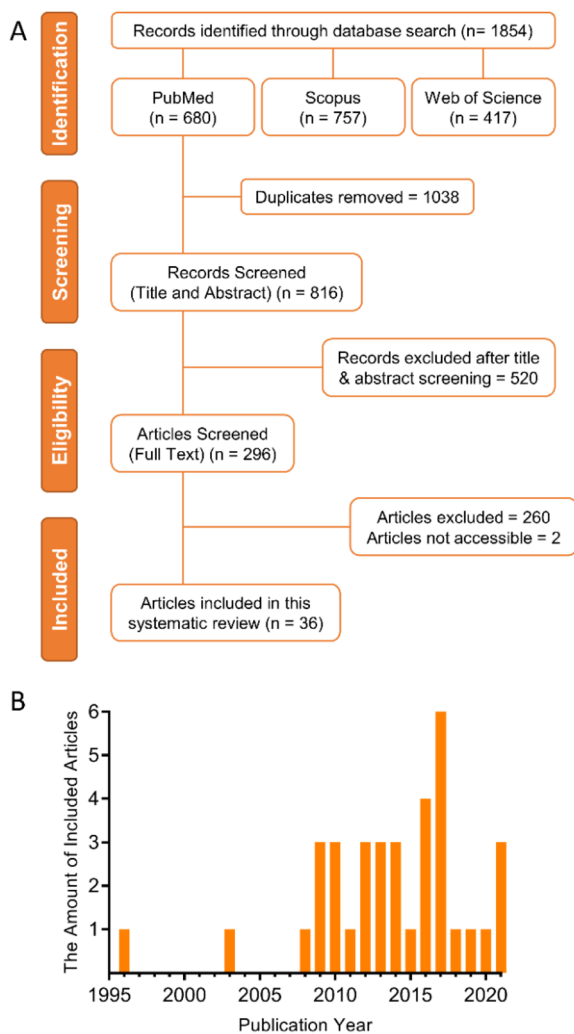 A
Identification
Records identified through database search (n= 1854)
PubMed
(n = 680)
Scopus
(n = 757)
Web of Science
(n = 417)
Screening
Duplicates removed = 1038
Records Screened
(Title and Abstract) (n = 816)
Eligibility
Records excluded after title
& abstract screening = 520
Articles Screened
(Full Text) (n = 296)
Included
Articles excluded = 260
Articles not accessible = 2
Articles included in this
systematic review (n = 36)
B
The Amount of Included Articles
6
5
4
3
2
1
1995 2000 2005 2010 2015 2020
Publication Year